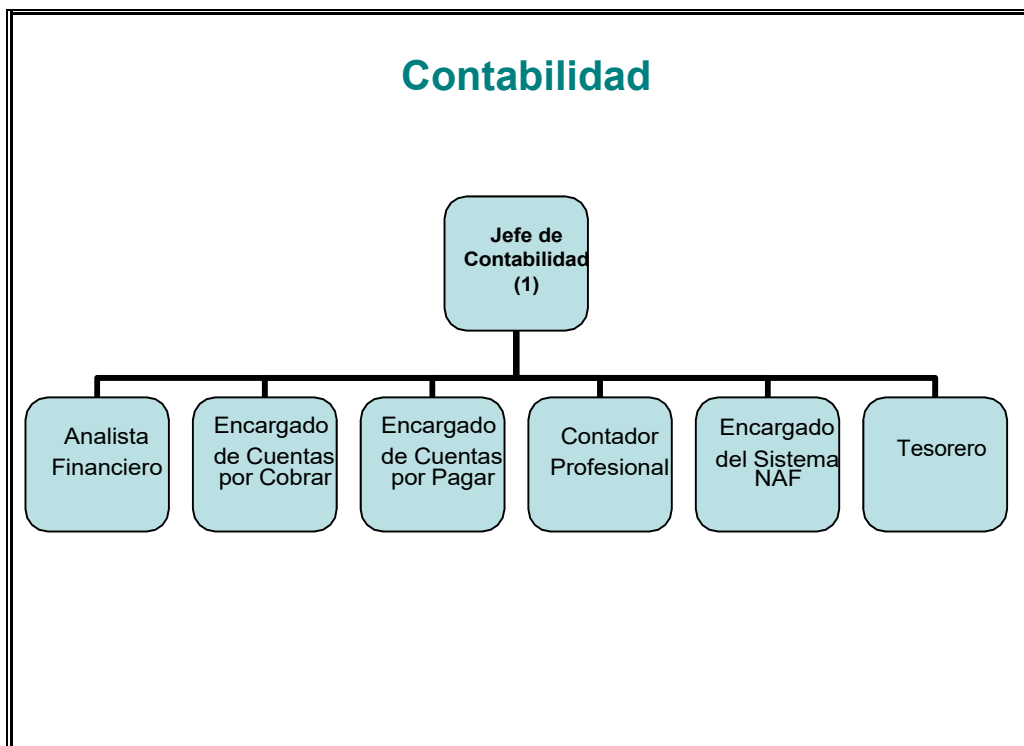 Contabilidad
Jefe de
Contabilidad
(1)
Analista
Financiero
Encargado
de Cuentas
por Cobrar
Encargado
de Cuentas
por Pagar
Contador
Profesional
Encargado
del Sistema
NAF
Tesorero